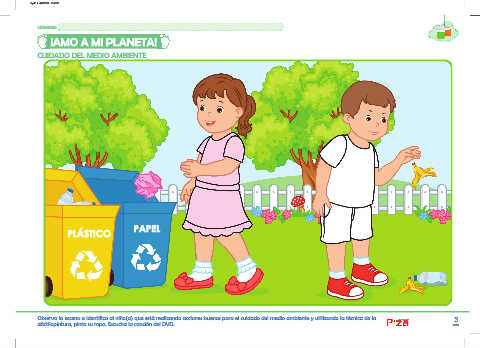 ¡AMO A MI PLANETA!
CUIDADO DEL MEDIO AMBIENTE
PLÁSTICO
PAPEL
Observa la escena e identifica al niño(a) que está realizando acciones buenas para el cuidado del medio ambiente y utilizando la técnica de la
pinta su ropa. Escucha la canción del DVD.
3